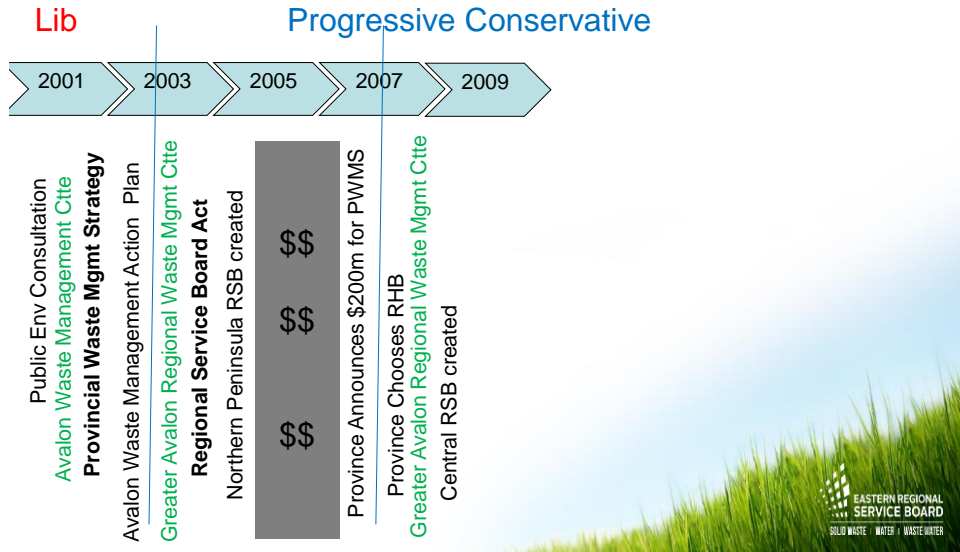 Lib
Progressive Conservative
2001
2003
2005
2007
2009
Public Env Consultation
Avalon Waste Management Ctte
Provincial Waste Mgmt Strategy
Avalon Waste Management Action Plan
Greater Avalon Regional Waste Mgmt Ctte
Regional Service Board Act
Northern Peninsula RSB created
$$
$$
$$
Province Announces $200m for PWMS
Province Chooses RHB
Greater Avalon Regional Waste Mgmt Ctte
Central RSB created
EASTERN REGIONAL
SERVICE BOARD
SOLID WASTE | WATER | WASTE WATER